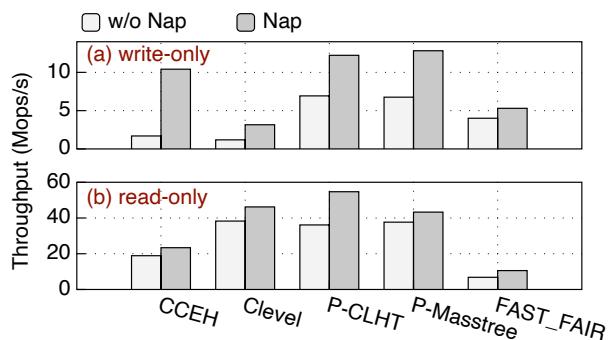 w/o Nap Nap
(a) write-only
10
5
0
(b) read-only
60
40
20
0
Throughput (Mops/s)
CCEH Clevel P-CLHT P-Masstree FAST_FAIR